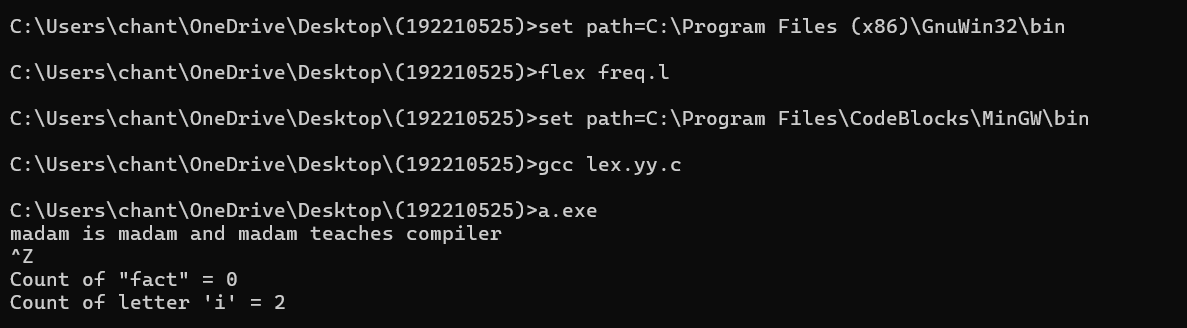 C:\Users\chant\OneDrive\Desktop\(192210525)>set path=C:\Program Files (x86)\GnuWin32\bin
C:\Users\chant\OneDrive\Desktop\(192210525)>flex freq.l
C:\Users\chant\OneDrive\Desktop\(192210525)>set path=C:\Program Files\CodeBlocks\MinGW\bin
C:\Users\chant\OneDrive\Desktop\(192210525)>gcc lex.yy.c
C:\Users\chant\OneDrive\Desktop\(192210525)>a.exe
madam is madam and madam teaches compiler
^Z
Count of "fact" = 0
Count of letter 'i' = 2